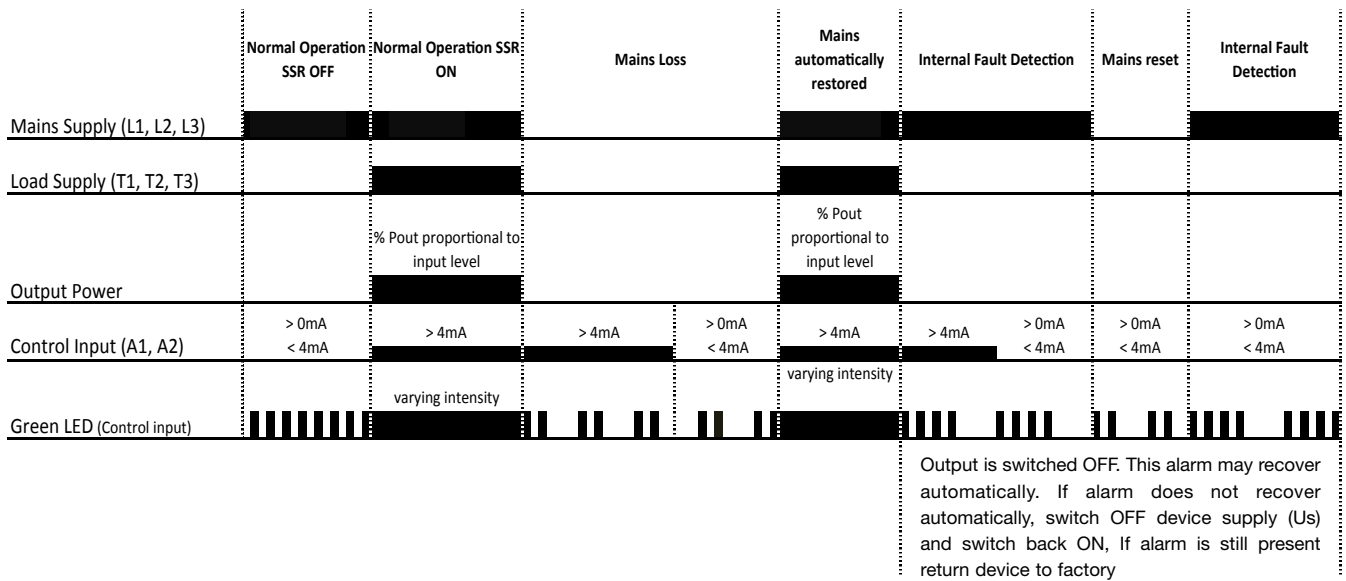 Normal Operation
SSR OFF
Normal Operation SSR
ON
Mains Loss
Mains
automatically
restored
Internal Fault Detection
Mains reset
Internal Fault
Detection
Mains Supply (L1, L2, L3)
Load Supply (T1, T2, T3)
% Pout proportional to
input level
% Pout
proportional to
input level
Output Power
Control Input (A1, A2)
> 0mA
< 4mA
> 4mA
> 4mA
> 0mA
< 4mA
> 4mA
> 4mA
> 0mA
< 4mA
> 0mA
< 4mA
> 0mA
< 4mA
varying intensity
varying intensity
Green LED (Control input)
Output is switched OFF. This alarm may recover
automatically. If alarm does not recover
automatically, switch OFF device supply (Us)
and switch back ON, If alarm is still present
return device to factory